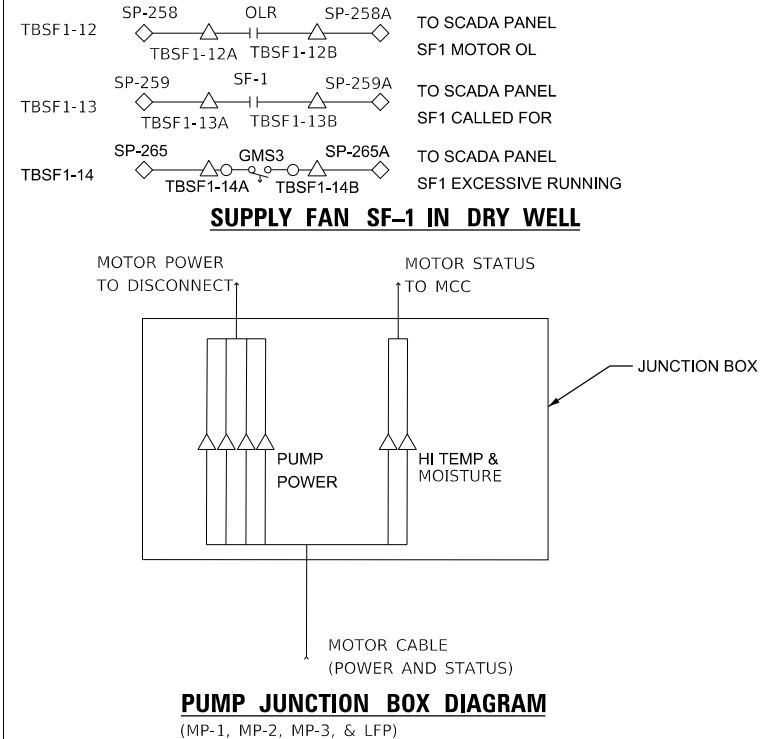 SP-258 OLR SP-258A
TBSF1-12 TO SCADA PANEL
TBSF1-12A TBSF1-12B SF1 MOTOR OL
SP-259 SF-1 SP-259A
TBSF1-13 TO SCADA PANEL
TBSF1-13A TBSF1-13B SF1 CALLED FOR
SP-265 GMS3 SP-265A TO SCADA PANEL
TBSF1-14
TBSF1-14A TBSF1-14B SF1 EXCESSIVE RUNNING
SUPPLY FAN SF-1 IN DRY WELL
MOTOR POWER
TO DISCONNECT
MOTOR STATUS
TO MCC
JUNCTION BOX
PUMP
POWER
HI TEMP &
MOISTURE
MOTOR CABLE
(POWER AND STATUS)
PUMP JUNCTION BOX DIAGRAM
(MP-1, MP-2, MP-3, & LFP)